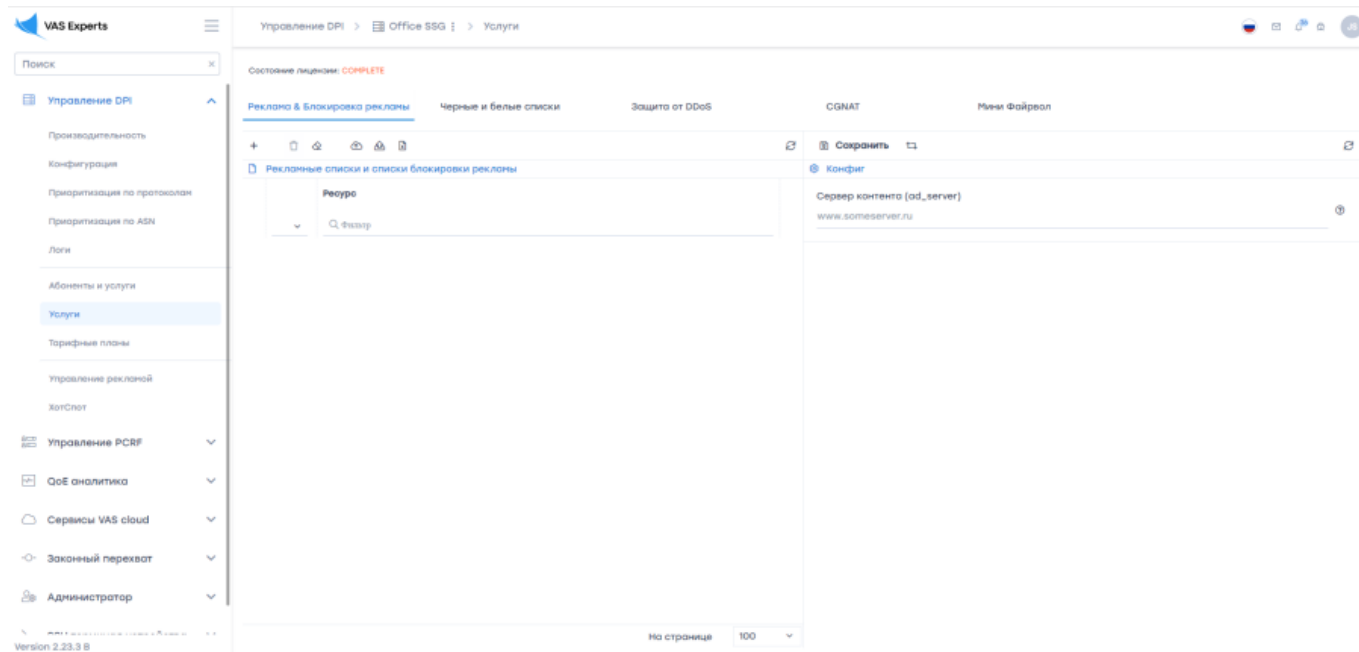 VAS Experts
Управление DPI > Office SSG > Услуги
JS
Поиск
Состояние лицензии: COMPLETE
Управление DPI
Производительность
Конфигурация
Приоритизация по протоколам
Приоритизация по ASN
Логи
Абоненты и услуги
Услуги
Тарифные планы
Управление рекламой
ХотСпот
Управление PCRF
QoE аналитика
Сервисы VAS cloud
Законный перехват
Администратор
Version 2.23.3 B
Реклама & Блокировка рекламы Черные и белые списки Защита от DDoS CGNAT Мини Файрвол
Рекламные списки и списки блокировки рекламы
Ресурс
Фильтр
На странице 100
Сохранить
Конфиг
Сервер контента (ad_server)
www.someserver.ru